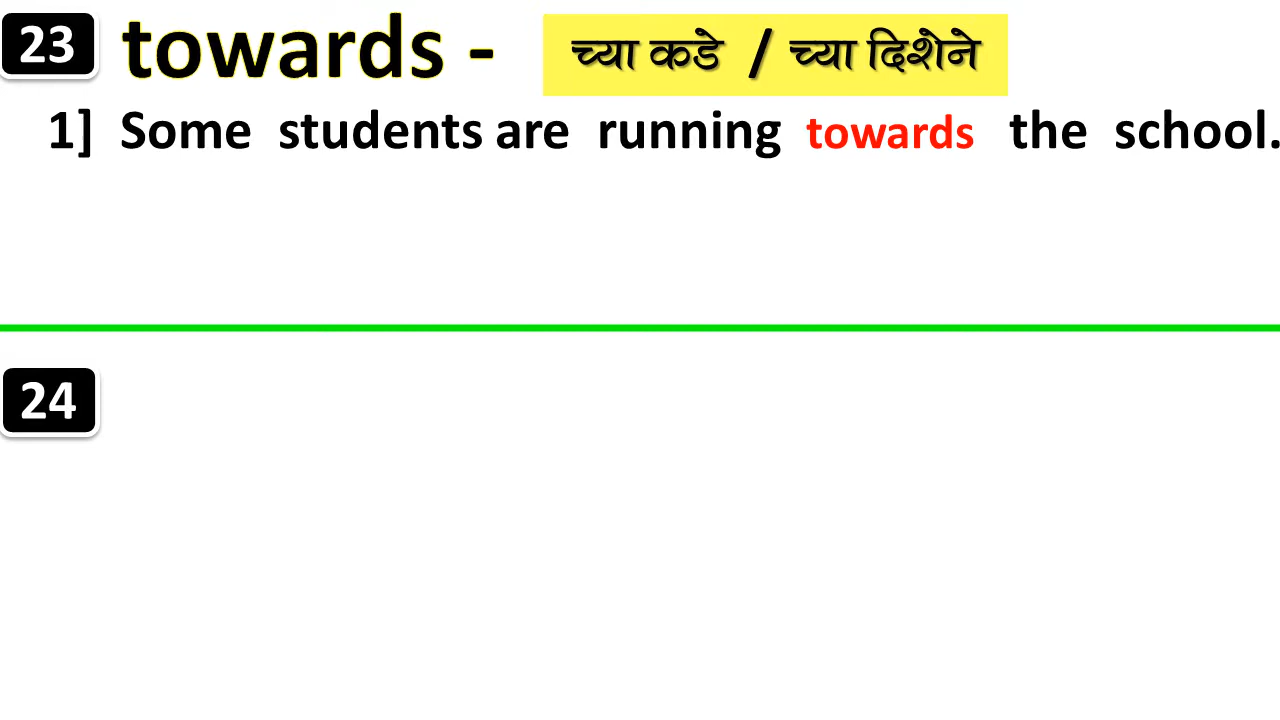 23 towards - च्या कडे / च्या दिशेने
1] Some students are running towards the school.
24